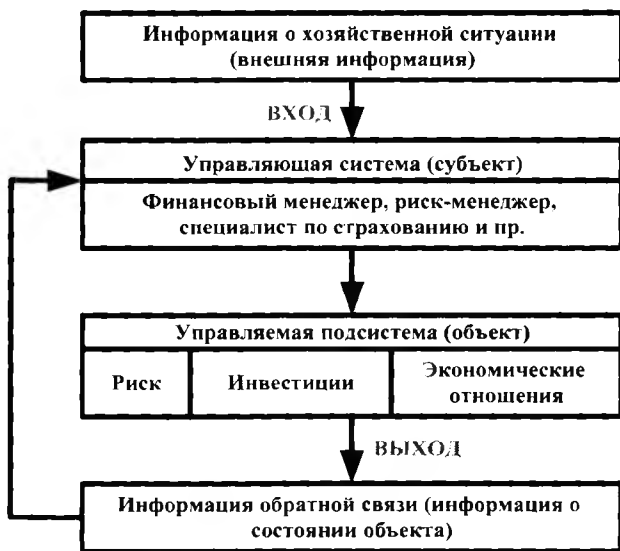 Информация о хозяйственной ситуации
(внешняя информация)
ВХОД
Управляющая система (субъект)
Финансовый менеджер, риск-менеджер,
специалист по страхованию и пр.
Управляемая подсистема (объект)
Риск
Инвестиции
Экономические
отношения
ВЫХОД
Информация обратной связи (информация о
состоянии объекта)